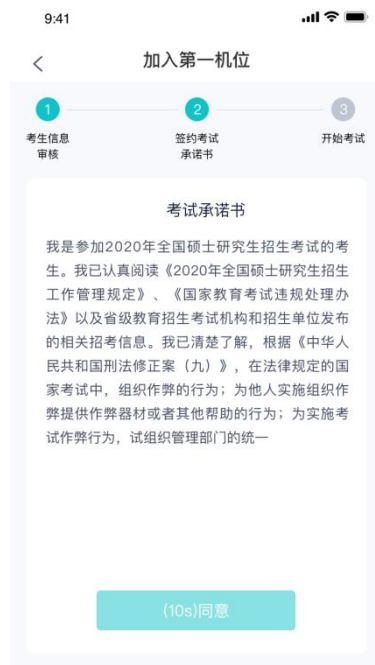 9:41
加入第一机位
1
2
3
考生信息
审核
签约考试
承诺书
开始考试
考试承诺书
我是参加2020年全国硕士研究生招生考试的考
生。我已认真阅读《2020年全国硕士研究生招生
工作管理规定》、《国家教育考试违规处理办
法》以及省级教育招生考试机构和招生单位发布
的相关招考信息。我已清楚了解，根据《中华人
民共和国刑法修正案（九）》，在法律规定的国
家考试中，组织作弊的行为；为他人实施组织作
弊提供作弊器材或者其他帮助的行为；为实施考
试作弊行为，试组织管理部门的统一
(10s)同意